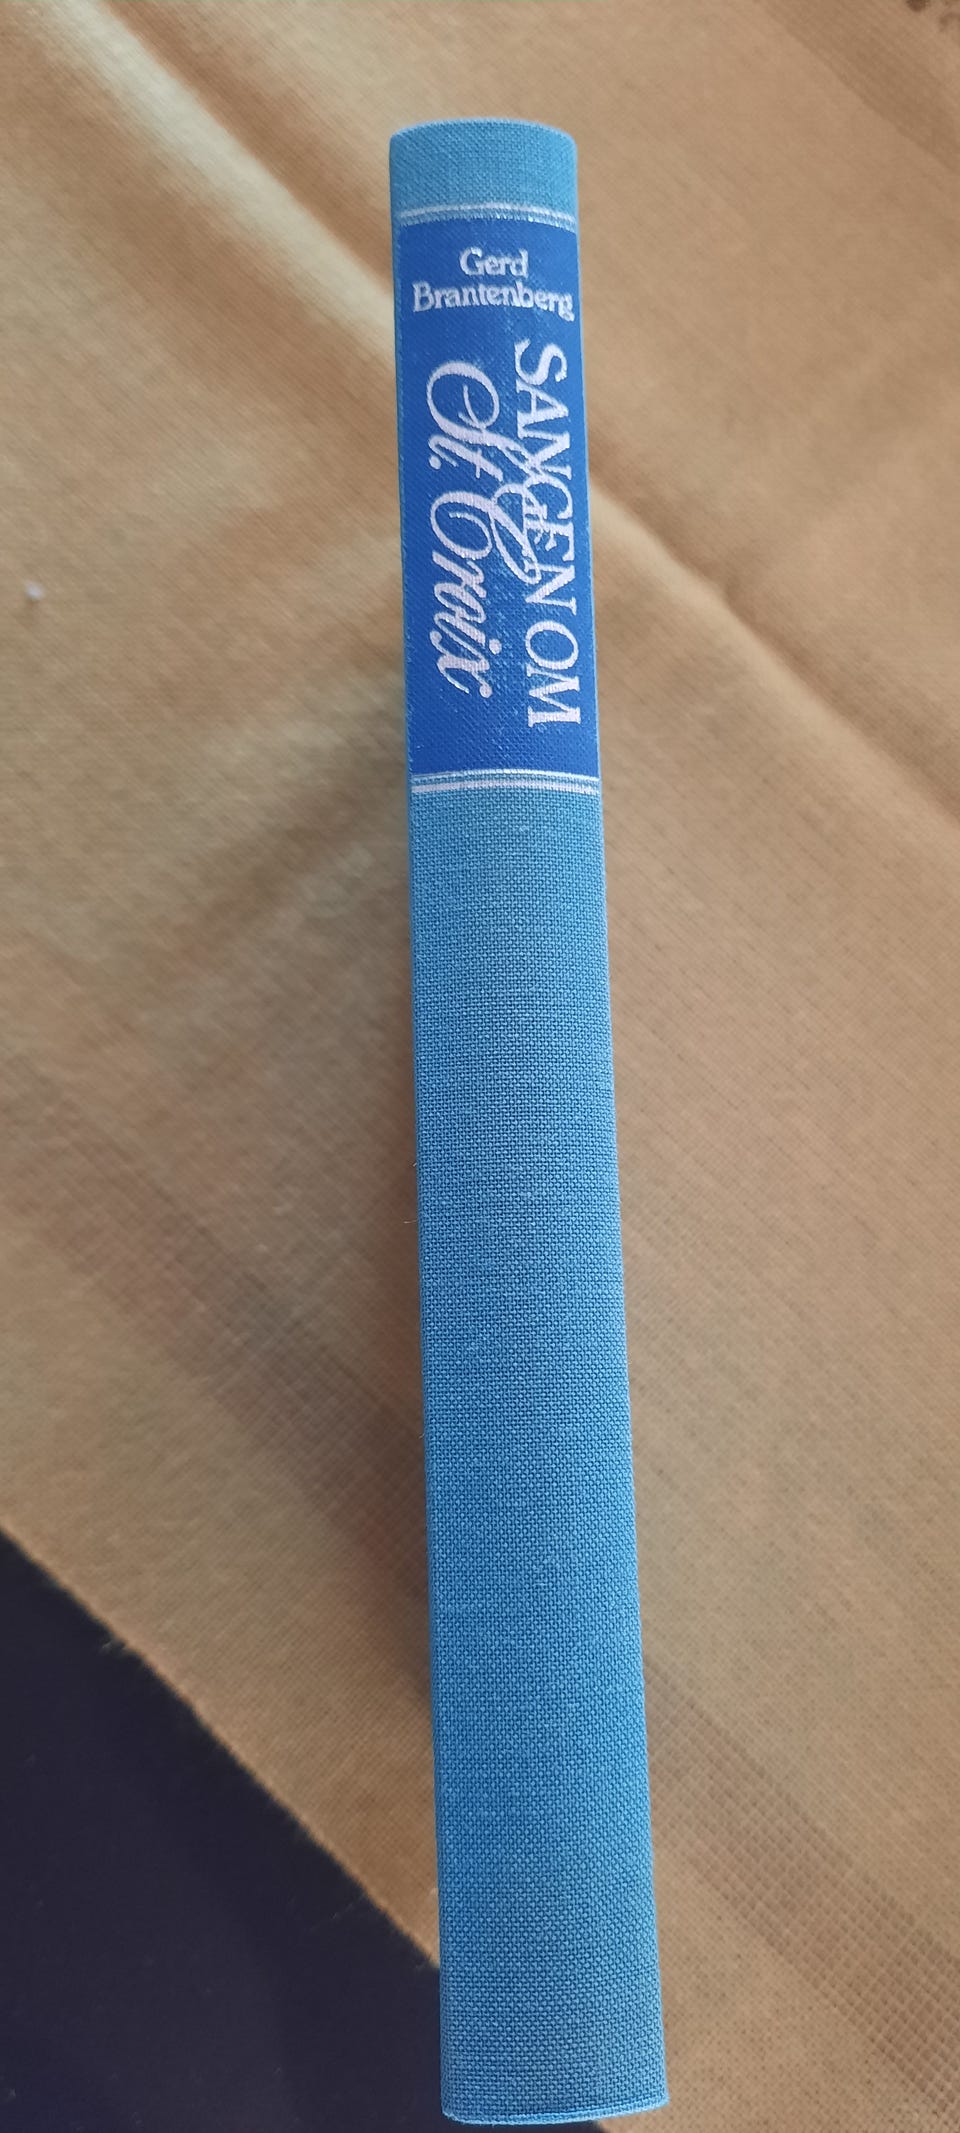 Gerd
Brantenberg
SANGEN OM
St. Croix